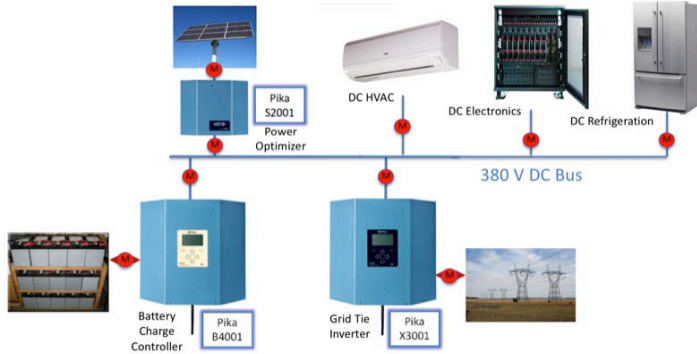 M
Pika
S2001
Power
Optimizer
M
DC HVAC
M
DC Electronics
M
DC Refrigeration
M
380 V DC Bus
M
M
M
M
Battery
Charge
Controller
Pika
B4001
Grid Tie
Inverter
Pika
X3001